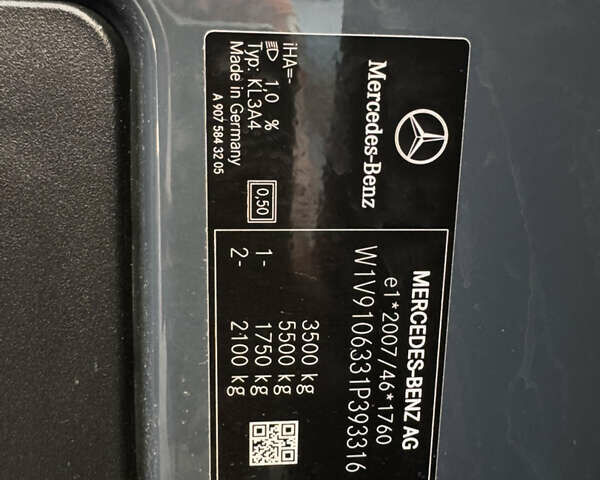 Mercedes-Benz
iHA=-
1.0 %
Typ: KL3A4
Made in Germany
A 907 584 32 05
0,50
MERCEDES-BENZ AG
e1*2007/46*1760
W1V9106331P393316
3500 kg
5500 kg
1- 1750 kg
2- 2100 kg